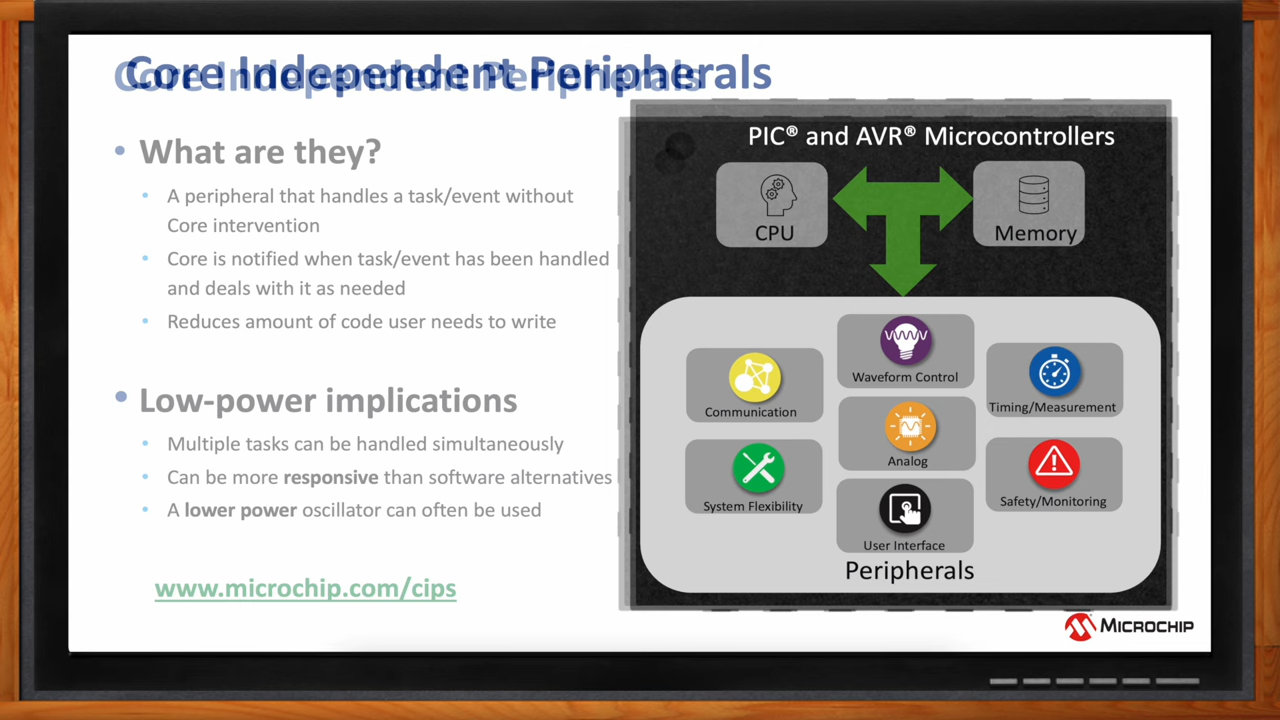 Core Independent Peripherals
Core Independent Peripherals
• What are they?
• A peripheral that handles a task/event without
Core intervention
• Core is notified when task/event has been handled
and deals with it as needed
• Reduces amount of code user needs to write
• Low-power implications
• Multiple tasks can be handled simultaneously
• Can be more responsive than software alternatives
• A lower power oscillator can often be used
www.microchip.com/cips
PIC® and AVR® Microcontrollers
CPU
Memory
Waveform Control
Communication
Timing/Measurement
Analog
System Flexibility
Safety/Monitoring
User Interface
Peripherals
MICROCHIP